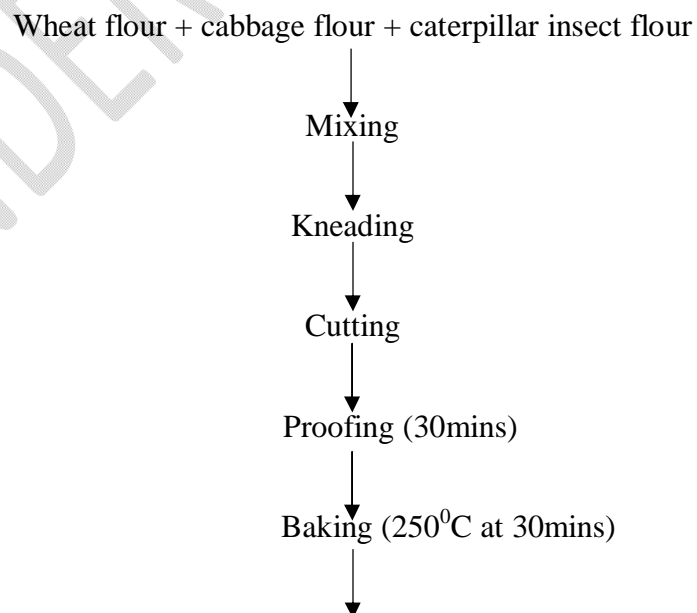 Wheat flour + cabbage flour + caterpillar insect flour
Mixing
Kneading
Cutting
Proofing (30mins)
Baking (250⁰C at 30mins)